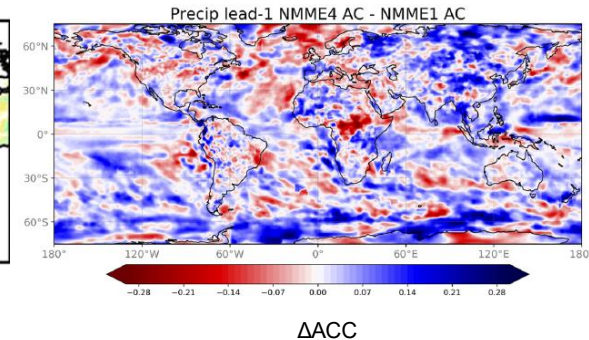 Precip lead-1 NMME4 AC - NMME1 AC
60°N
30°N
0°
30°S
60°S
180° 120°W 60°W 0° 60°E 120°E 180°
−0.28 −0.21 −0.14 −0.07 0.00 0.07 0.14 0.21 0.28
ΔACC